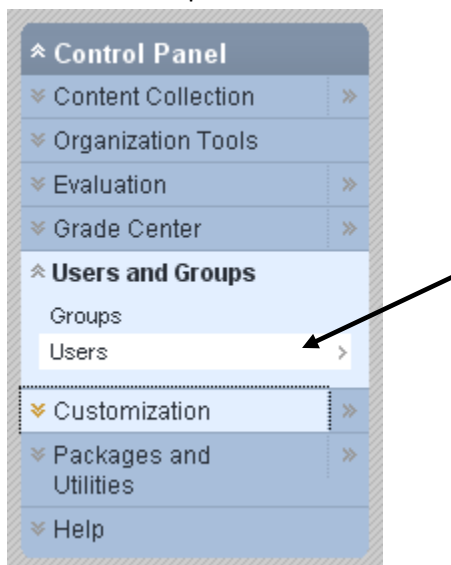 Control Panel
Content Collection
Organization Tools
Evaluation
Grade Center
Users and Groups
Groups
Users
Customization
Packages and
Utilities
Help